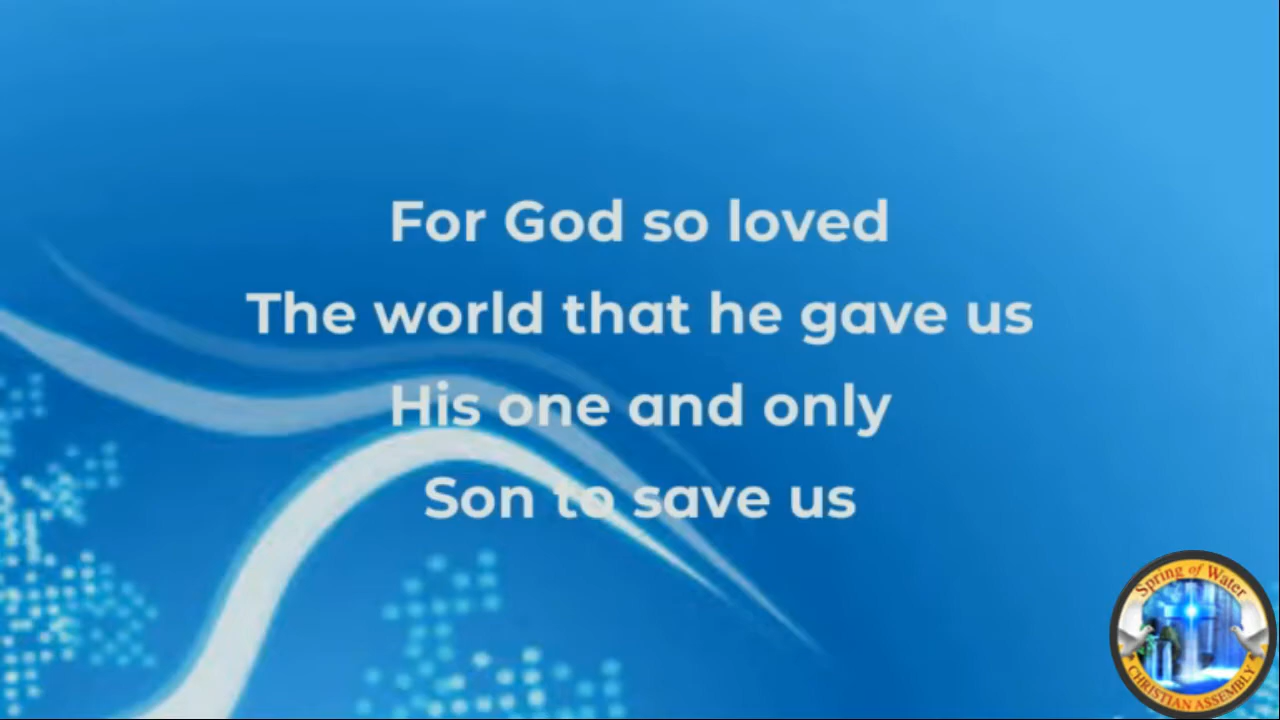 For God so loved
The world that he gave us
His one and only
Son to save us
Spring of Water
CHRISTIAN ASSEMBLY